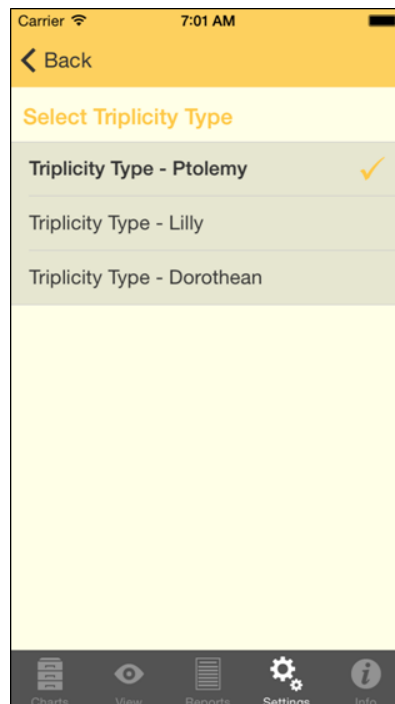 Carrier 7:01 AM
Back
Select Triplicity Type
Triplicity Type - Ptolemy
Triplicity Type - Lilly
Triplicity Type - Dorothean
Charts View Reports Settings Info